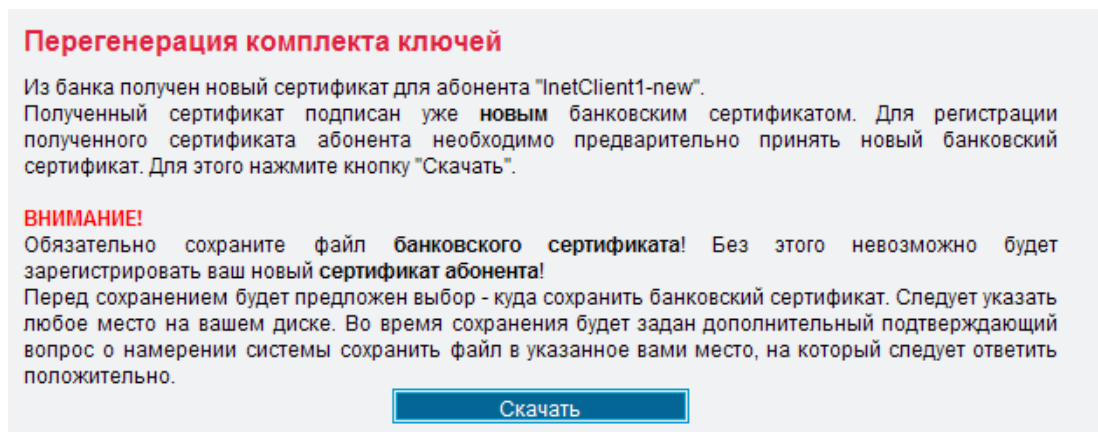 Перегенерация комплекта ключей
Из банка получен новый сертификат для абонента "InetClient1-new".
Полученный сертификат подписан уже новым банковским сертификатом. Для регистрации
полученного сертификата абонента необходимо предварительно принять новый банковский
сертификат. Для этого нажмите кнопку "Скачать".
ВНИМАНИЕ!
Обязательно сохраните файл банковского сертификата! Без этого невозможно будет
зарегистрировать ваш новый сертификат абонента!
Перед сохранением будет предложен выбор - куда сохранить банковский сертификат. Следует указать
любое место на вашем диске. Во время сохранения будет задан дополнительный подтверждающий
вопрос о намерении системы сохранить файл в указанное вами место, на который следует ответить
положительно.
Скачать